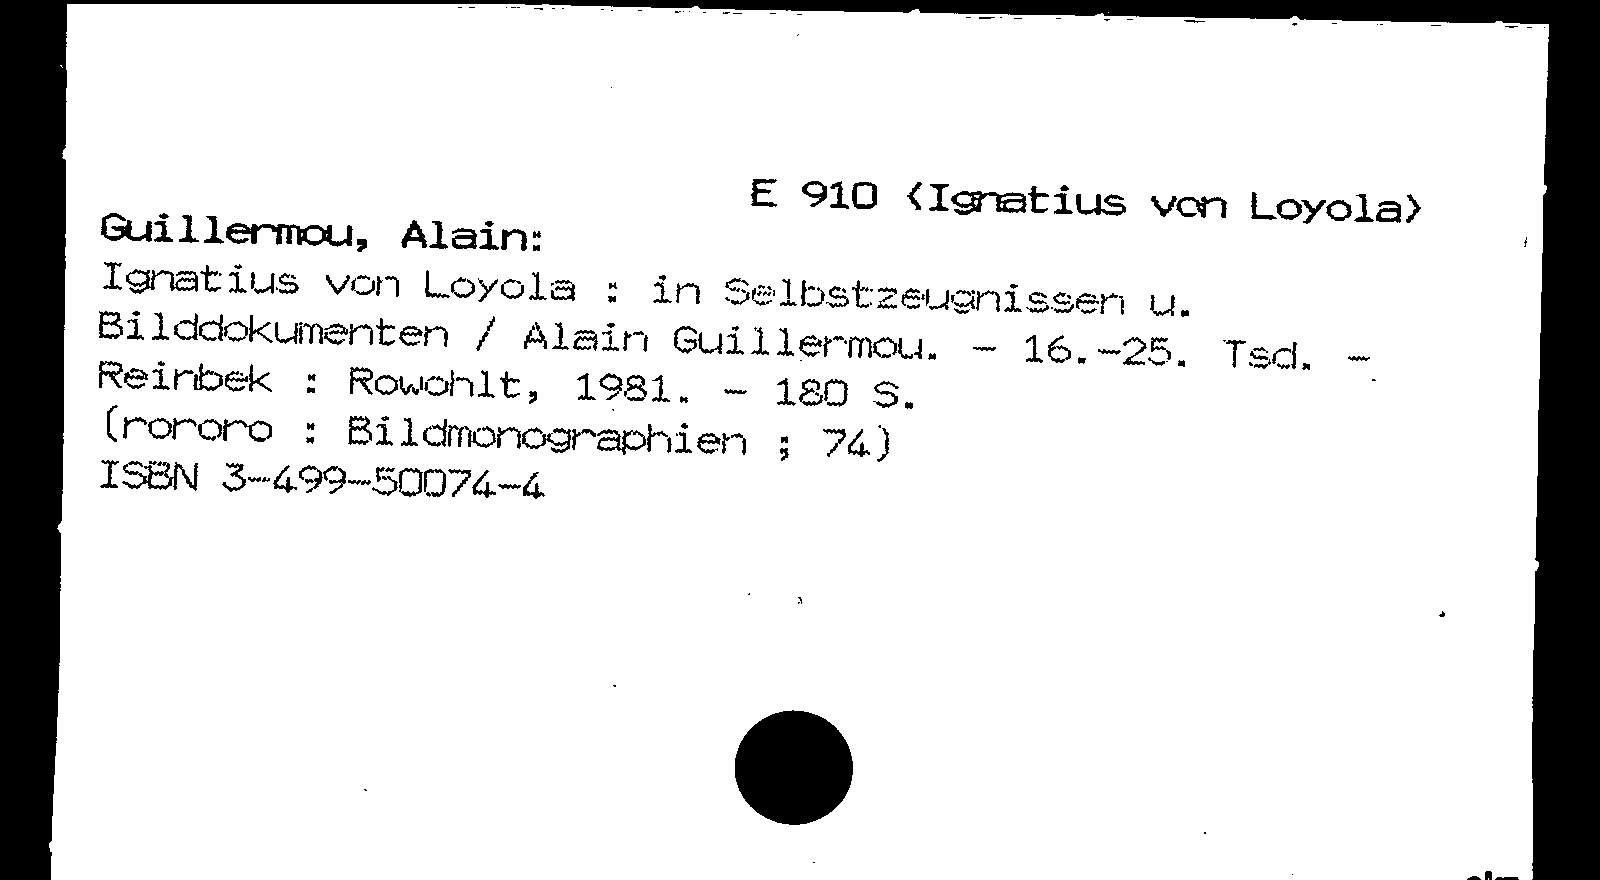 E 910 <Ignatius von Loyola>
Guillermou, Alain:
Ignatius von Loyola : in Selbstzeugnissen u.
Bilddokumenten / Alain Guillermou. - 16.-25. Tsd. -
Reinbek : Rowohlt, 1981. - 180 S.
(rororo : Bildmonographien ; 74)
ISBN 3-499-50074-4